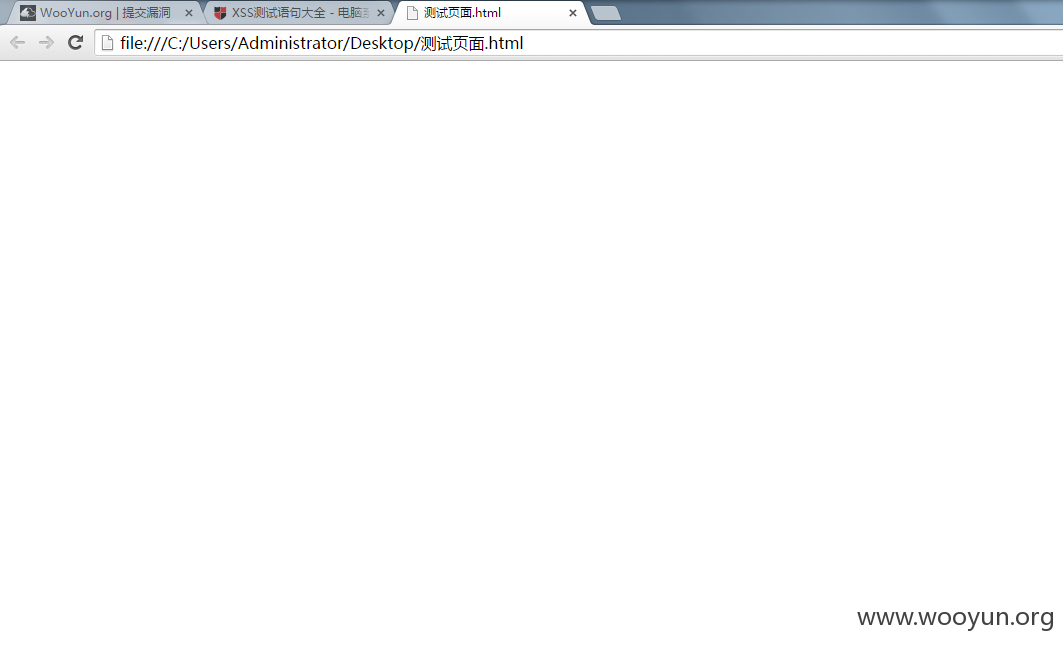 WooYun.org | 提交漏洞
XSS测试语句大全 - 电脑
测试页面.html
file:///C:/Users/Administrator/Desktop/测试页面.html
www.wooyun.org